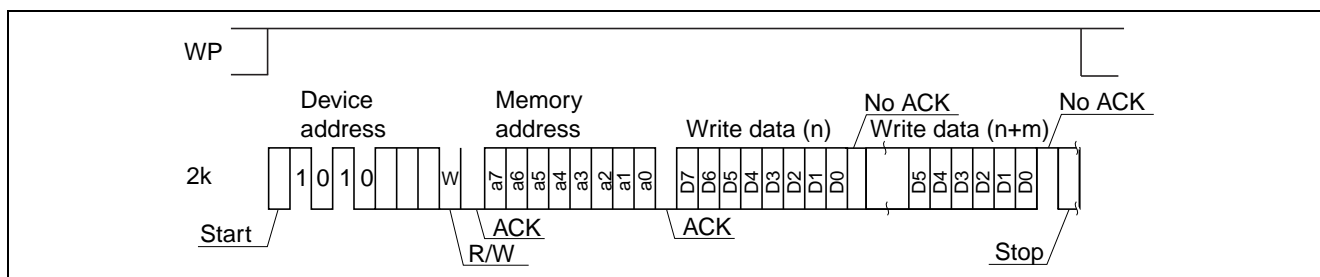 WP
Device address
Memory address
Write data (n)
No ACK
Write data (n+m)
No ACK
2k
1 0 1 0
W
a7 a6 a5 a4 a3 a2 a1 a0
D7 D6 D5 D4 D3 D2 D1 D0
D5 D4 D3 D2 D1 D0
Start
ACK
R/W
ACK
Stop